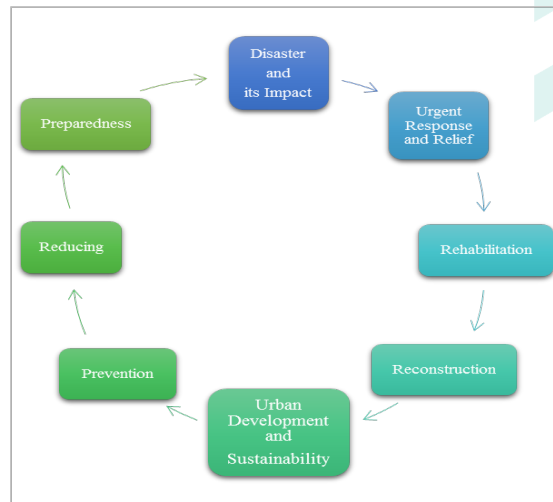 Disaster
and
its Impact
Urgent
Response
and Relief
Rehabilitation
Reconstruction
Urban
Development
and
Sustainability
Prevention
Reducing
Preparedness